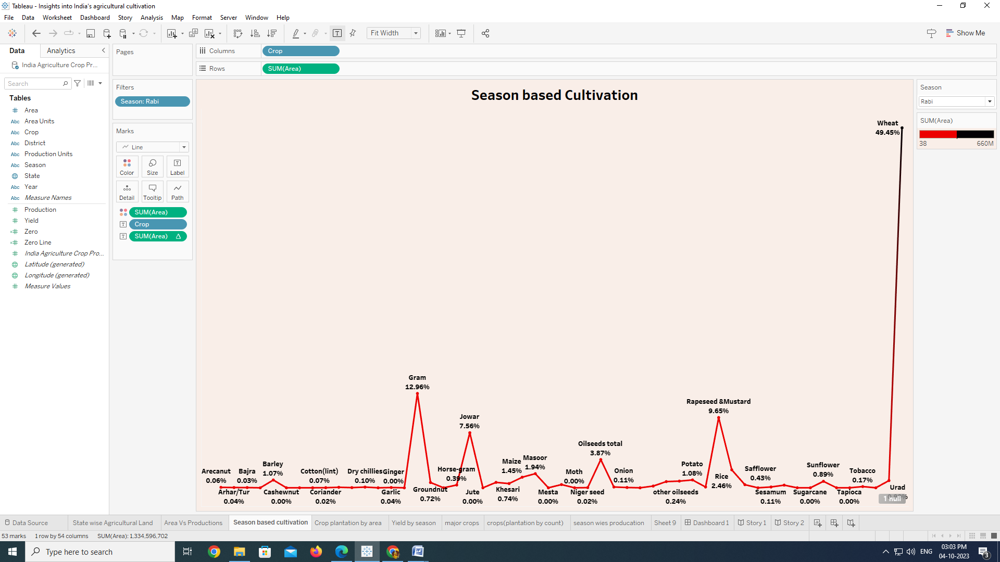 Tableau - Insights into India's agricultural cultivation
File Data Worksheet Dashboard Story Analysis Map Format Server Window Help
Fit Width
Show Me
Data Analytics
India Agriculture Crop Pr...
Search
Tables
Area
Abc Area Units
Abc Crop
Abc District
Abc Production Units
Abc Season
State
Abc Year
Abc Measure Names
Production
Yield
Zero
Zero Line
India Agriculture Crop Pro...
Latitude (generated)
Longitude (generated)
Measure Values
Pages
Filters
Season: Rabi
Marks
Line
Color Size Label
Detail Tooltip Path
SUM(Area)
Crop
SUM(Area)
Columns Crop
Rows SUM(Area)
Season based Cultivation
Wheat
49.45%
Gram
12.96%
Rapeseed &Mustard
9.65%
Jowar
7.56%
Oilseeds total
3.87%
Arecanut
0.06%
Bajra
0.03%
Barley
1.07%
Cotton(lint)
0.07%
Dry chillies
0.10%
Ginger
0.00%
Horse-gram
0.39%
Maize
1.45%
Masoor
1.94%
Moth
0.00%
Onion
0.11%
Potato
1.08%
Rice
2.46%
Safflower
0.43%
Sunflower
0.89%
Tobacco
0.17%
Arhar/Tur
0.04%
Cashewnut
0.00%
Coriander
0.02%
Garlic
0.04%
Groundnut
0.72%
Jute
0.00%
Khesari
0.74%
Mesta
0.00%
Niger seed
0.02%
other oilseeds
0.24%
Sesamum
0.11%
Sugarcane
0.00%
Tapioca
0.00%
Urad
1 null
Season
Rabi
SUM(Area)
38 660M
Data Source State wise Agricultural Land Area Vs Productions Season based cultivation Crop plantation by area Yield by season major crops crops(plantation by count) season wies producation Sheet 9 Dashboard 1 Story 1 Story 2
53 marks 1 row by 54 columns SUM(Area): 1,334,596,702
Type here to search
ENG
03:03 PM
04-10-2023
3